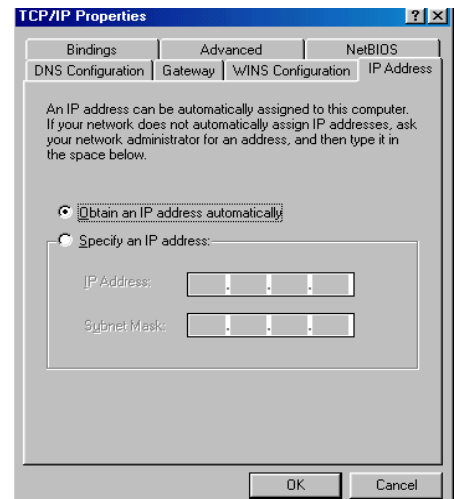 TCP/IP Properties
Bindings Advanced NetBIOS
DNS Configuration Gateway WINS Configuration IP Address
An IP address can be automatically assigned to this computer.
If your network does not automatically assign IP addresses, ask
your network administrator for an address, and then type it in
the space below.
Obtain an IP address automatically
Specify an IP address:
IP Address:
. . .
Subnet Mask:
. . .
OK Cancel